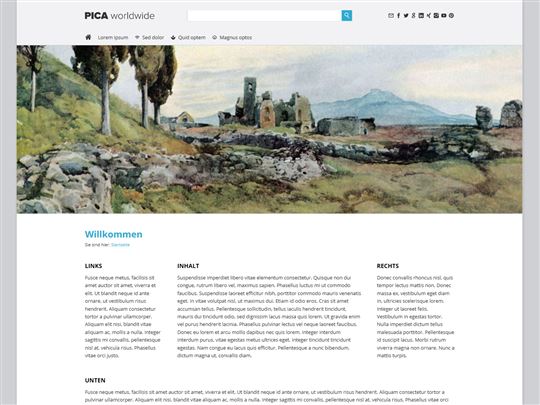 PICA worldwide
Lorem ipsum
Sed dolor
Quid optem
Magnus optos
Willkommen
Sie sind hier: Startseite
LINKS
Fusce neque metus, facilisis sit
amet auctor sit amet, viverra et
elit. Ut blandit neque id ante
ornare, ut vestibulum risus
hendrerit. Aliquam consectetur
tortor a pulvinar ullamcorper.
Aliquam elit nisi, blandit vitae
aliquam ac, mollis a nulla. Integer
sagittis mi convallis, pellentesque
nisl at, vehicula risus. Phasellus
vitae orci justo.
INHALT
Suspendisse imperdiet libero vitae elementum consectetur. Quisque non dui
congue, rutrum libero vel, maximus sapien. Phasellus luctus mi ut commodo
faucibus. Suspendisse laoreet efficitur nibh, porttitor commodo mauris venenatis
eget. In vitae volutpat nisl, ut maximus dui. Etiam id odio eros. Cras sit amet
accumsan tellus. Pellentesque sollicitudin, tellus iaculis hendrerit tincidunt,
mauris dui tincidunt odio, sed dignissim lacus massa quis lorem. Ut gravida enim
vel purus hendrerit lacinia. Phasellus pulvinar lectus vel neque laoreet faucibus.
Donec eu lorem et arcu mollis dapibus nec quis lorem. Integer interdum
interdum purus, vitae egestas metus ultrices eget. Integer tincidunt tincidunt
egestas. Nam congue eu lacus quis efficitur. Pellentesque a nunc bibendum,
dictum magna ut, convallis diam.
RECHTS
Donec convallis rhoncus nisl, quis
tempor lectus mattis non. Donec
massa ex, vestibulum eget diam
in, ultricies scelerisque lorem.
Integer ut laoreet felis.
Vestibulum in egestas tortor.
Nulla imperdiet dictum tellus
malesuada porttitor. Pellentesque
id suscipit lacus. Morbi rutrum
viverra magna non ornare. Nunc a
mattis turpis.
UNTEN
Fusce neque metus, facilisis sit amet auctor sit amet, viverra et elit. Ut blandit neque id ante ornare, ut vestibulum risus hendrerit. Aliquam consectetur tortor a
pulvinar ullamcorper. Aliquam elit nisi, blandit vitae aliquam ac, mollis a nulla. Integer sagittis mi convallis, pellentesque nisl at, vehicula risus. Phasellus vitae orci